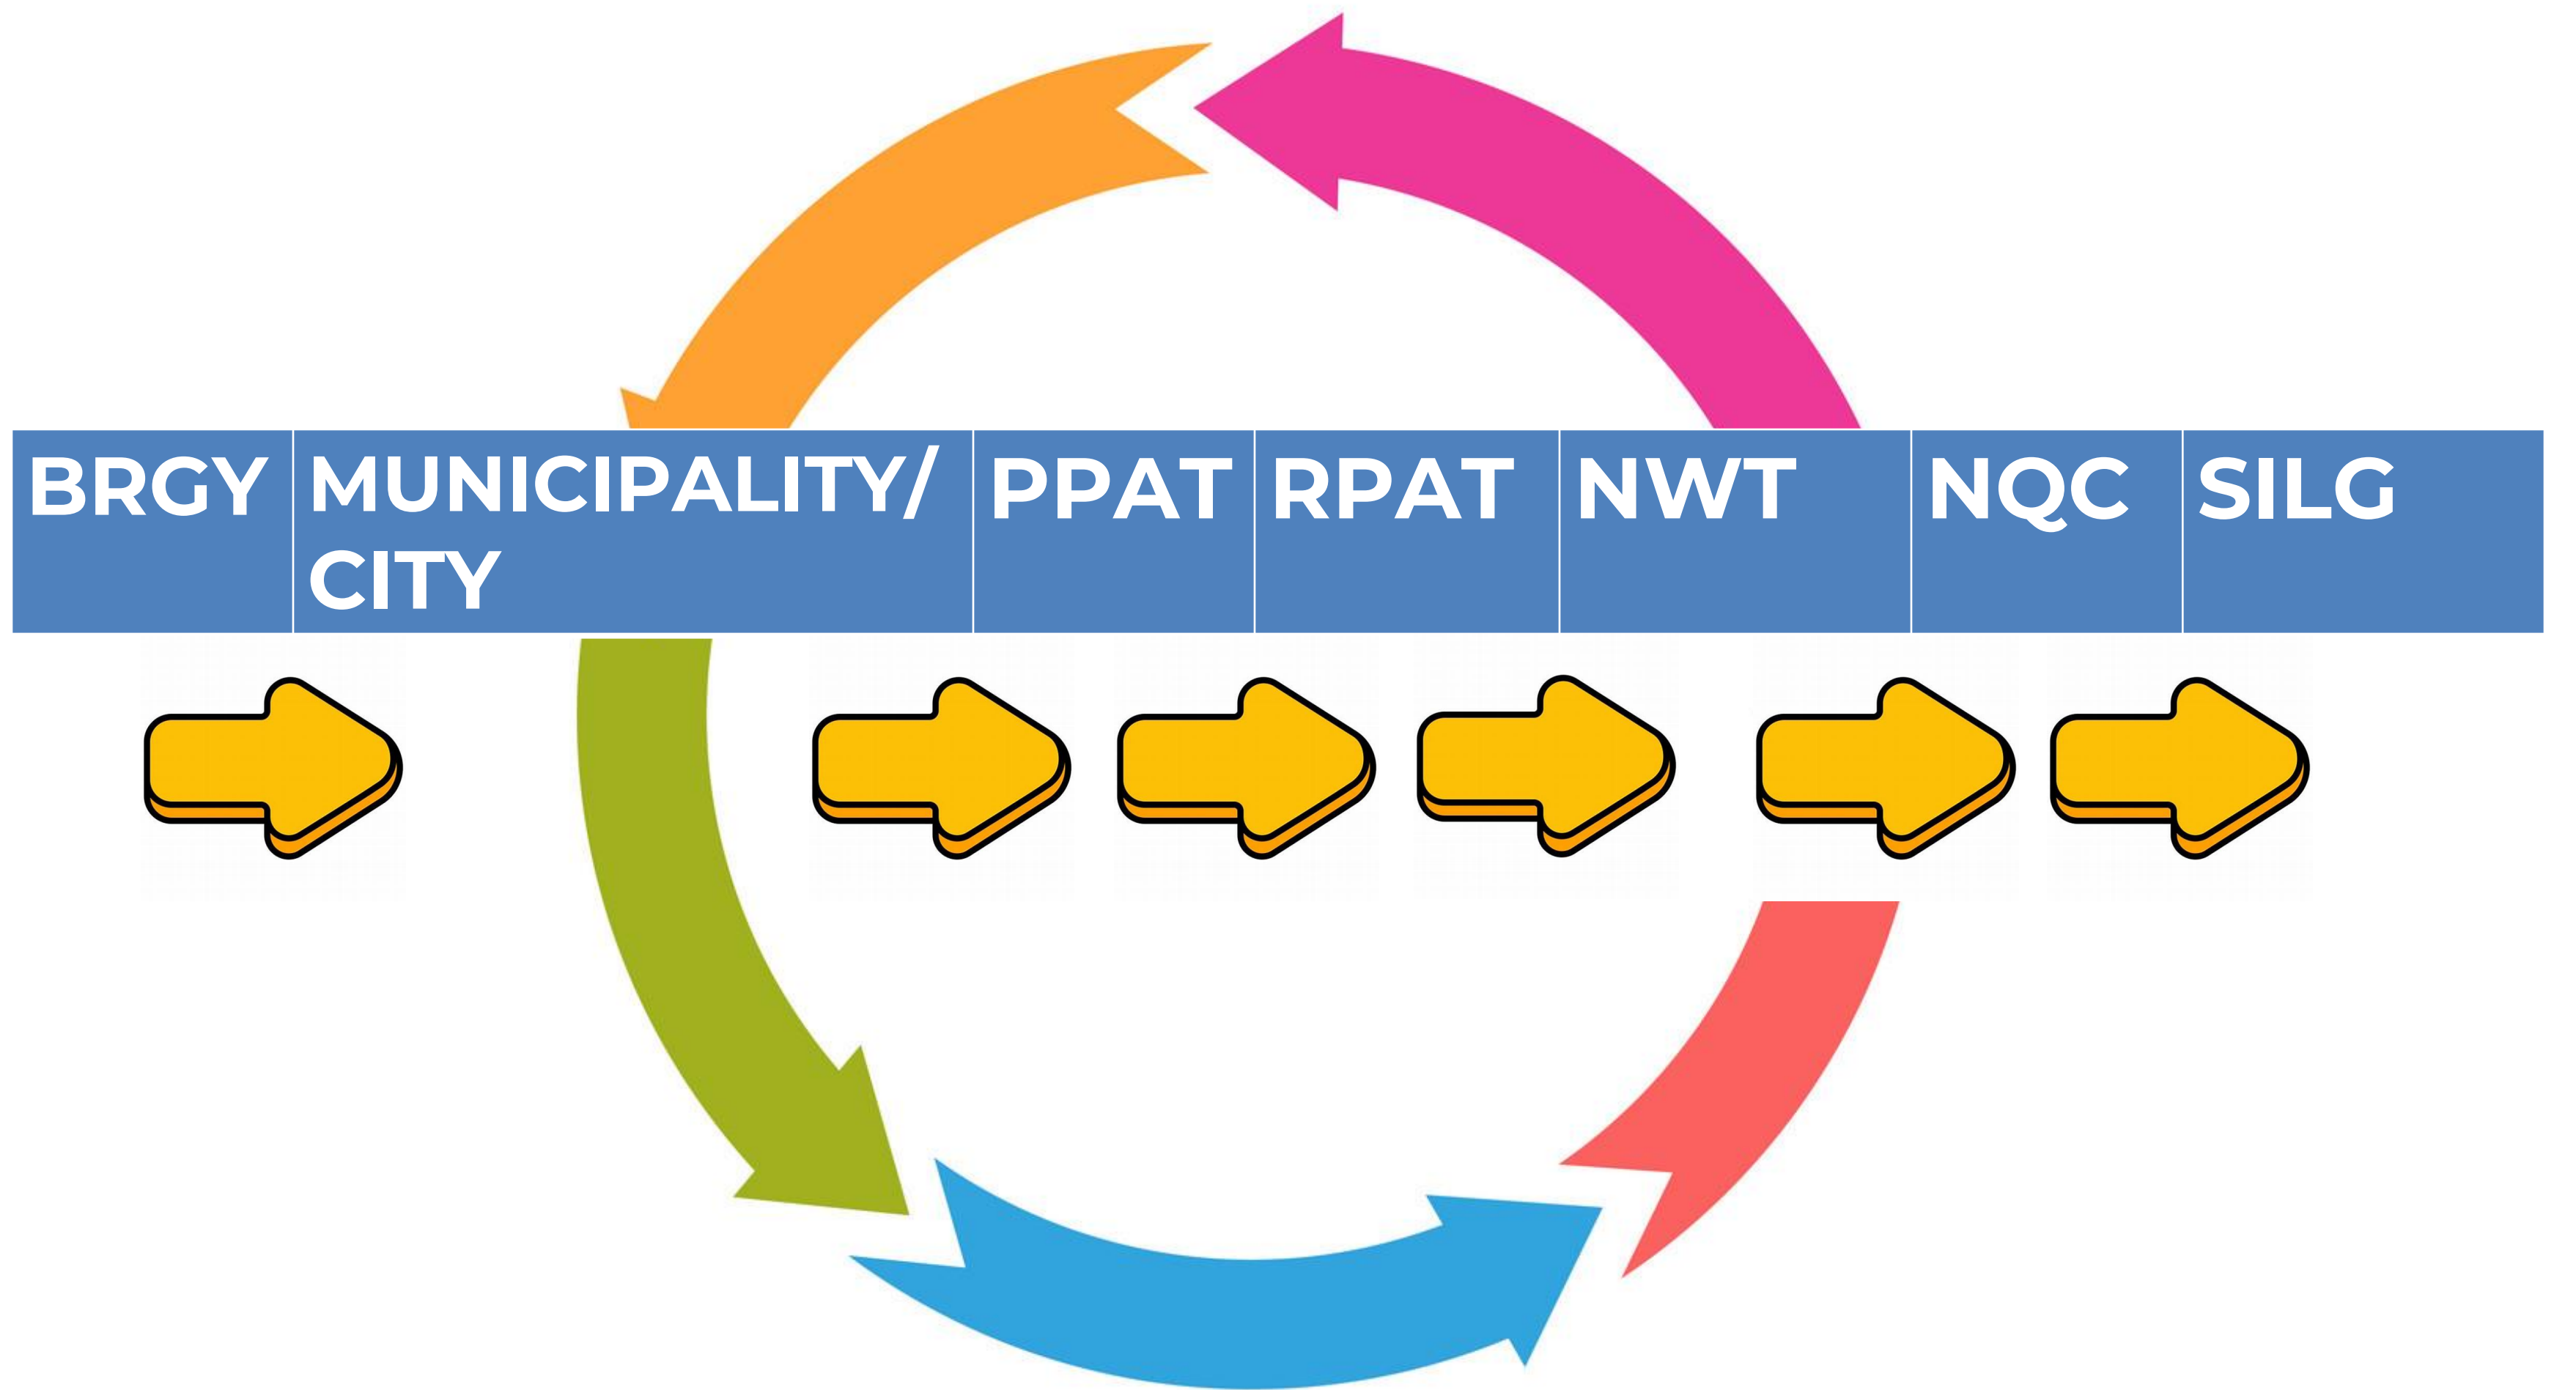 BRGY
MUNICIPALITY/
CITY
PPAT
RPAT
NWT
NQC
SILG